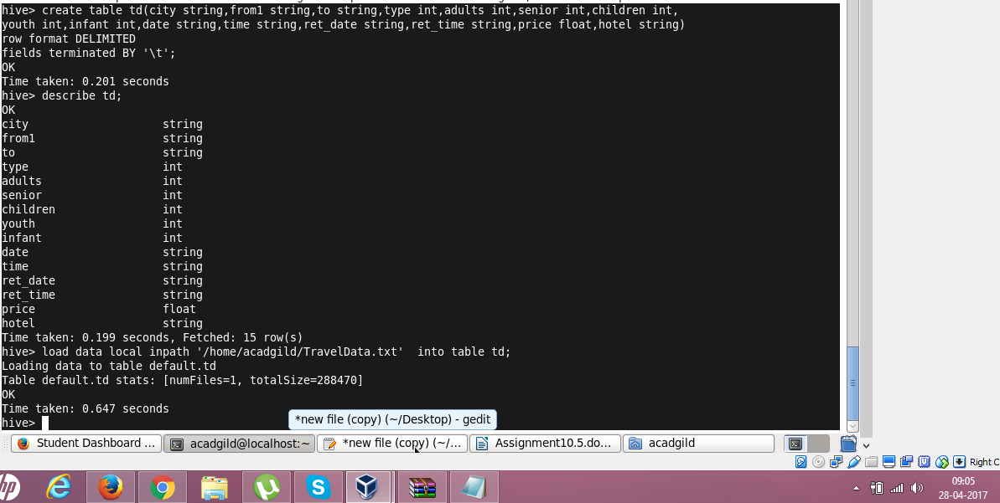 hive> create table td(city string,from1 string,to string,type int,adults int,senior int,children int,
youth int,infant int,date string,time string,ret_date string,ret_time string,price float,hotel string)
row format DELIMITED
fields terminated BY '\t';
OK
Time taken: 0.201 seconds
hive> describe td;
OK
city string
from1 string
to string
type int
adults int
senior int
children int
youth int
infant int
date string
time string
ret_date string
ret_time string
price float
hotel string
Time taken: 0.199 seconds, Fetched: 15 row(s)
hive> load data local inpath '/home/acadgild/TravelData.txt'  into table td;
Loading data to table default.td
Table default.td stats: [numFiles=1, totalSize=288470]
OK
Time taken: 0.647 seconds
hive>
*new file (copy) (~/Desktop) - gedit
Student Dashboard ... acadgild@localhost:~ *new file (copy) (~/... Assignment10.5.do... acadgild
Right C
hp
09:05
28-04-2017